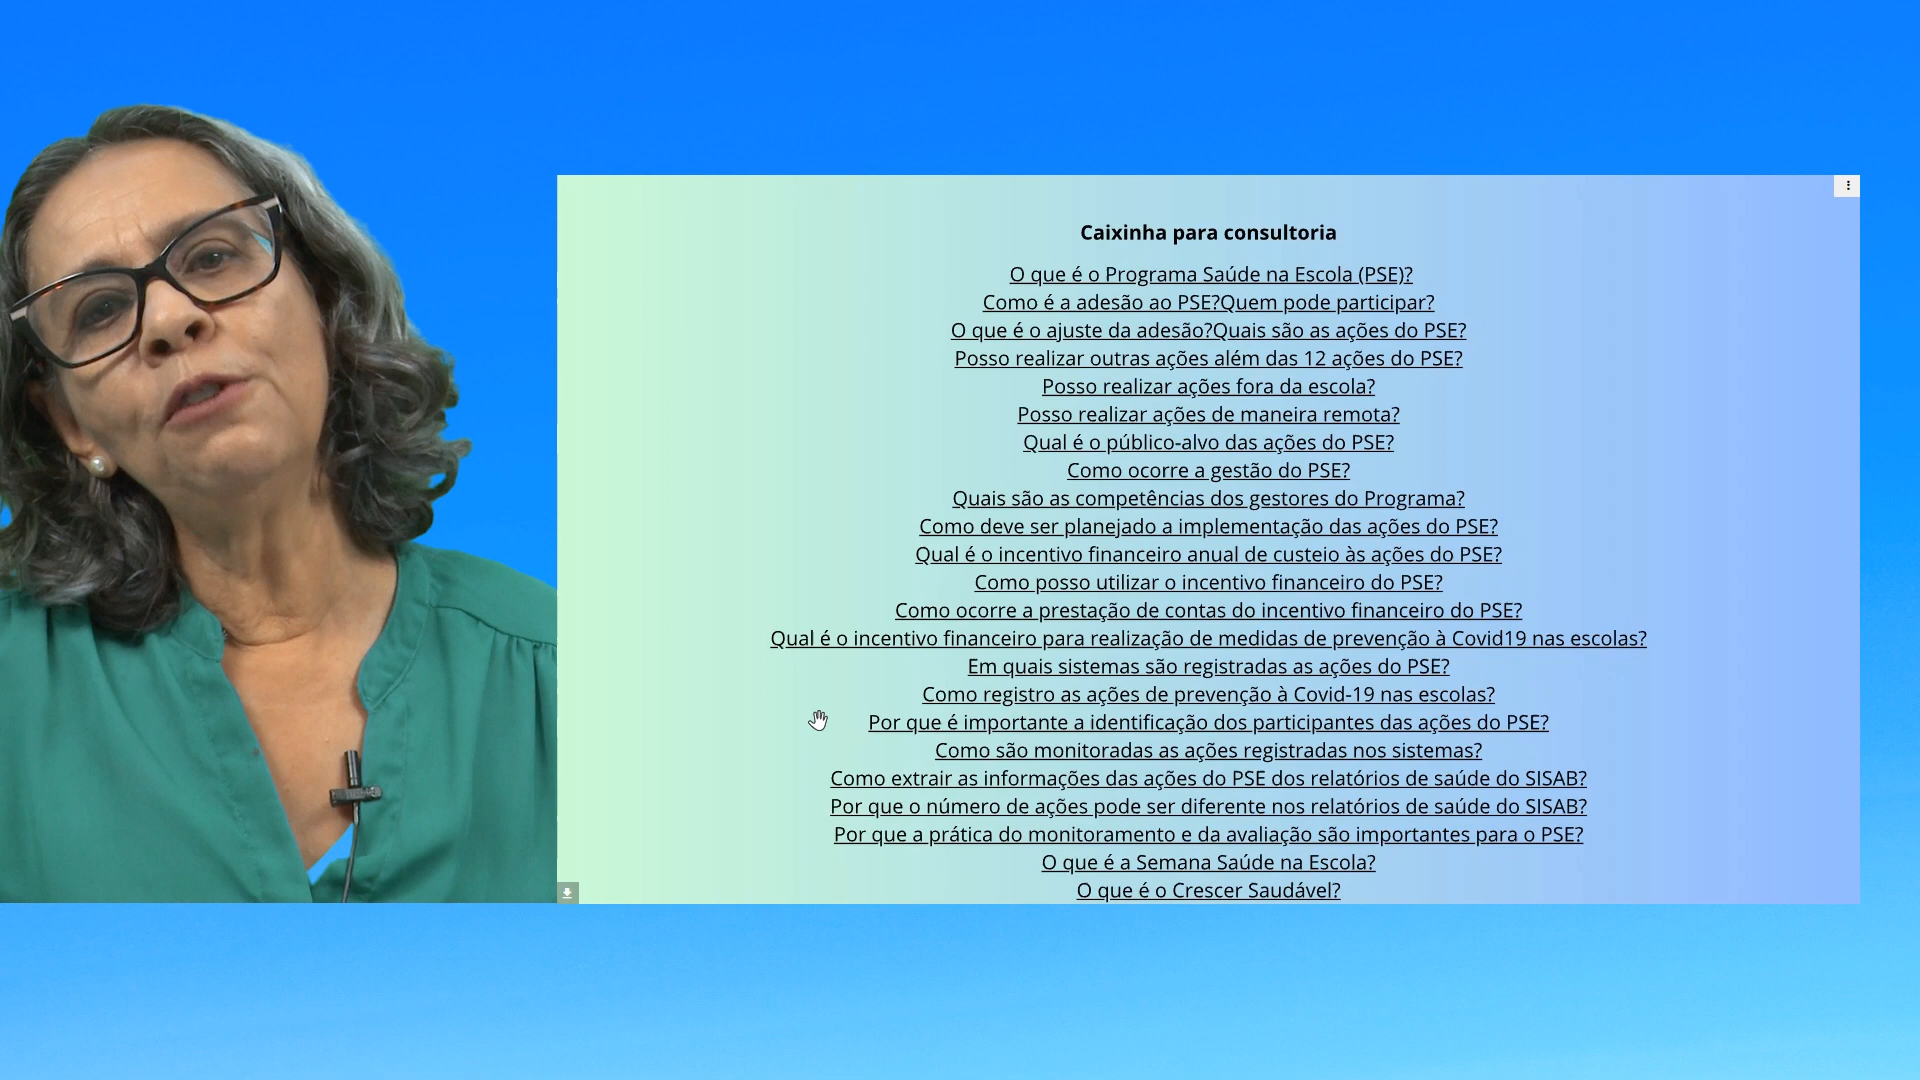 Caixinha para consultoria
O que é o Programa Saúde na Escola (PSE)?
Como é a adesão ao PSE?Quem pode participar?
O que é o ajuste da adesão?Quais são as ações do PSE?
Posso realizar outras ações além das 12 ações do PSE?
Posso realizar ações fora da escola?
Posso realizar ações de maneira remota?
Qual é o público-alvo das ações do PSE?
Como ocorre a gestão do PSE?
Quais são as competências dos gestores do Programa?
Como deve ser planejado a implementação das ações do PSE?
Qual é o incentivo financeiro anual de custeio às ações do PSE?
Como posso utilizar o incentivo financeiro do PSE?
Como ocorre a prestação de contas do incentivo financeiro do PSE?
Qual é o incentivo financeiro para realização de medidas de prevenção à Covid19 nas escolas?
Em quais sistemas são registradas as ações do PSE?
Como registro as ações de prevenção à Covid-19 nas escolas?
Por que é importante a identificação dos participantes das ações do PSE?
Como são monitoradas as ações registradas nos sistemas?
Como extrair as informações das ações do PSE dos relatórios de saúde do SISAB?
Por que o número de ações pode ser diferente nos relatórios de saúde do SISAB?
Por que a prática do monitoramento e da avaliação são importantes para o PSE?
O que é a Semana Saúde na Escola?
O que é o Crescer Saudável?